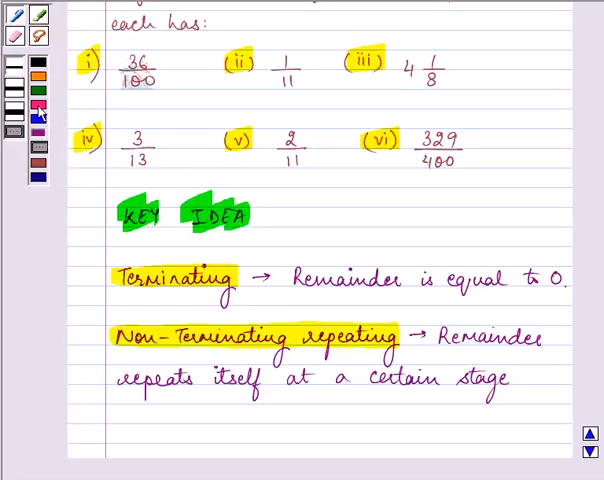 each has:
i) 36/100 (ii) 1/11 (iii) 4 1/8
iv) 3/13 (v) 2/11 (vi) 329/400
KEY IDEA
Terminating → Remainder is equal to 0.
Non-Terminating repeating → Remainder
repeats itself at a certain stage